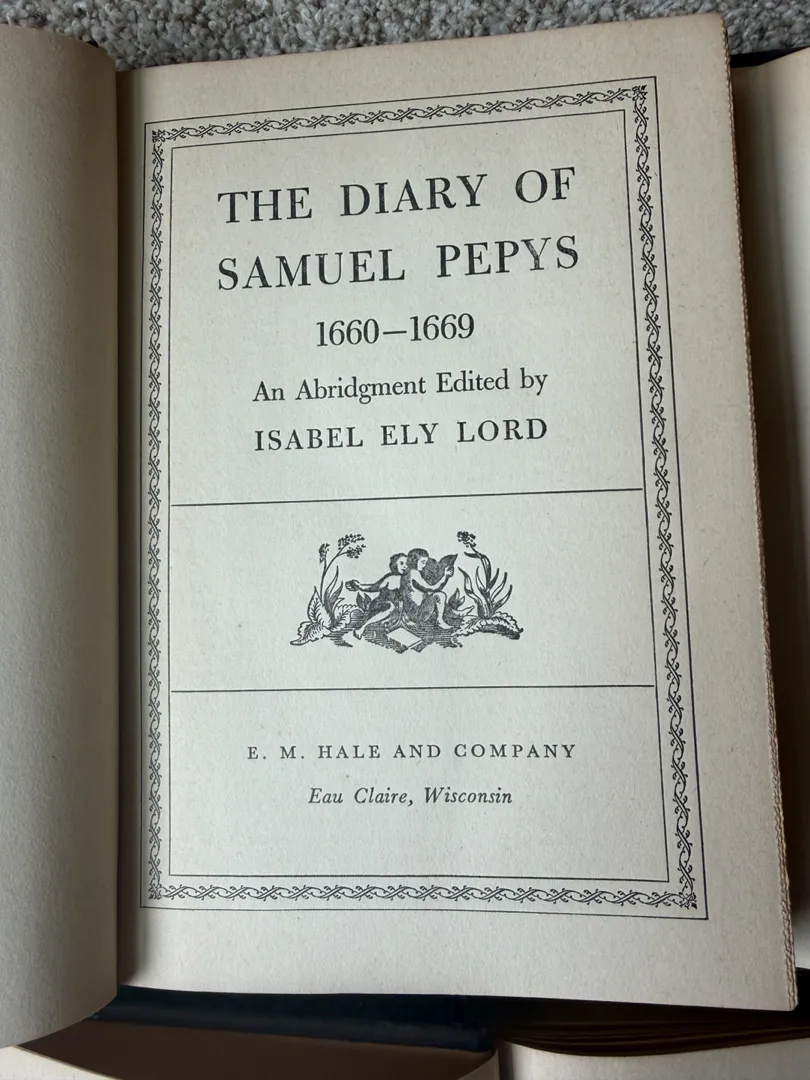 THE DIARY OF
SAMUEL PEPYS
1660–1669
An Abridgment Edited by
ISABEL ELY LORD
E. M. HALE AND COMPANY
Eau Claire, Wisconsin